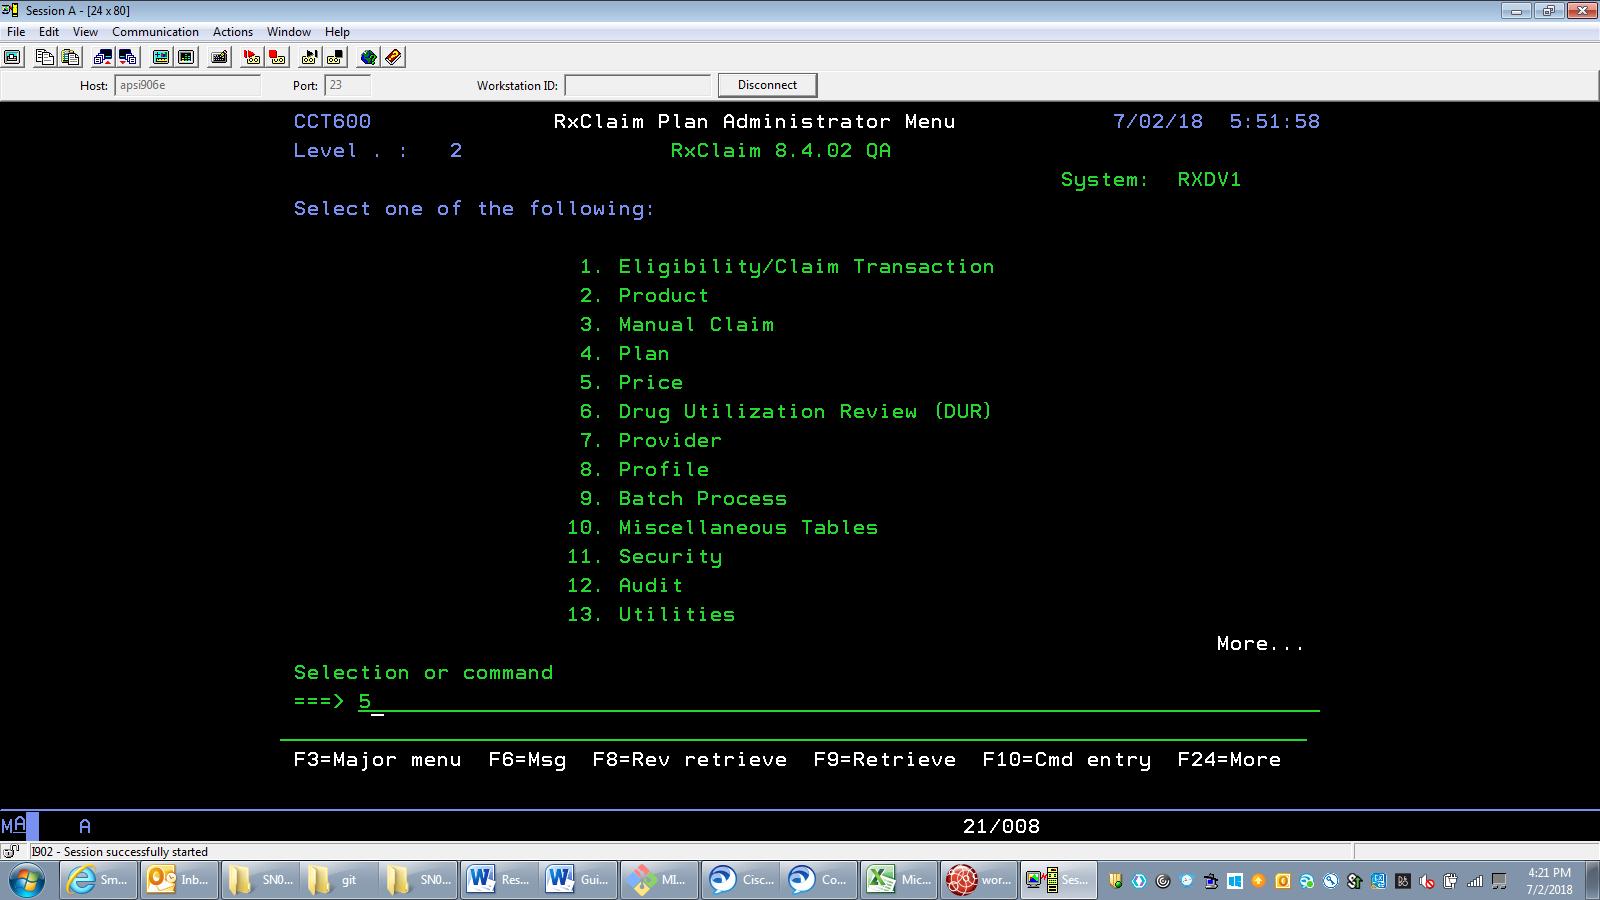 Session A - [24 x 80]
File Edit View Communication Actions Window Help
Host: apsi906e Port: 23 Workstation ID: Disconnect
CCT600 RxClaim Plan Administrator Menu 7/02/18 5:51:58
Level . : 2 RxClaim 8.4.02 QA
System: RXDV1
Select one of the following:
1. Eligibility/Claim Transaction
2. Product
3. Manual Claim
4. Plan
5. Price
6. Drug Utilization Review (DUR)
7. Provider
8. Profile
9. Batch Process
10. Miscellaneous Tables
11. Security
12. Audit
13. Utilities
More...
Selection or command
===> 5
F3=Major menu F6=Msg F8=Rev retrieve F9=Retrieve F10=Cmd entry F24=More
MA A 21/008
I902 - Session successfully started
Sm... Inb... SN0... git SN0... Res... Gui... MI... Cisc... Co... Mic... wor... Ses... 4:21 PM
7/2/2018